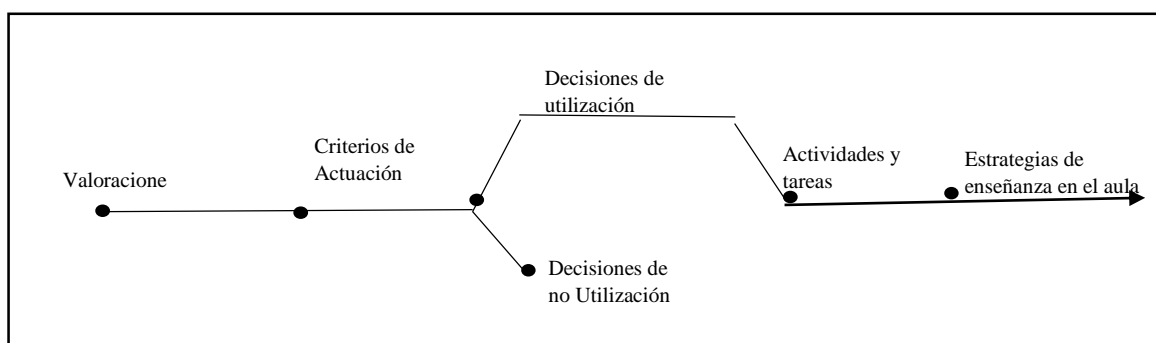 Valoracione
Criterios de
Actuación
Decisiones de
utilización
Decisiones de
no Utilización
Actividades y
tareas
Estrategias de
enseñanza en el aula